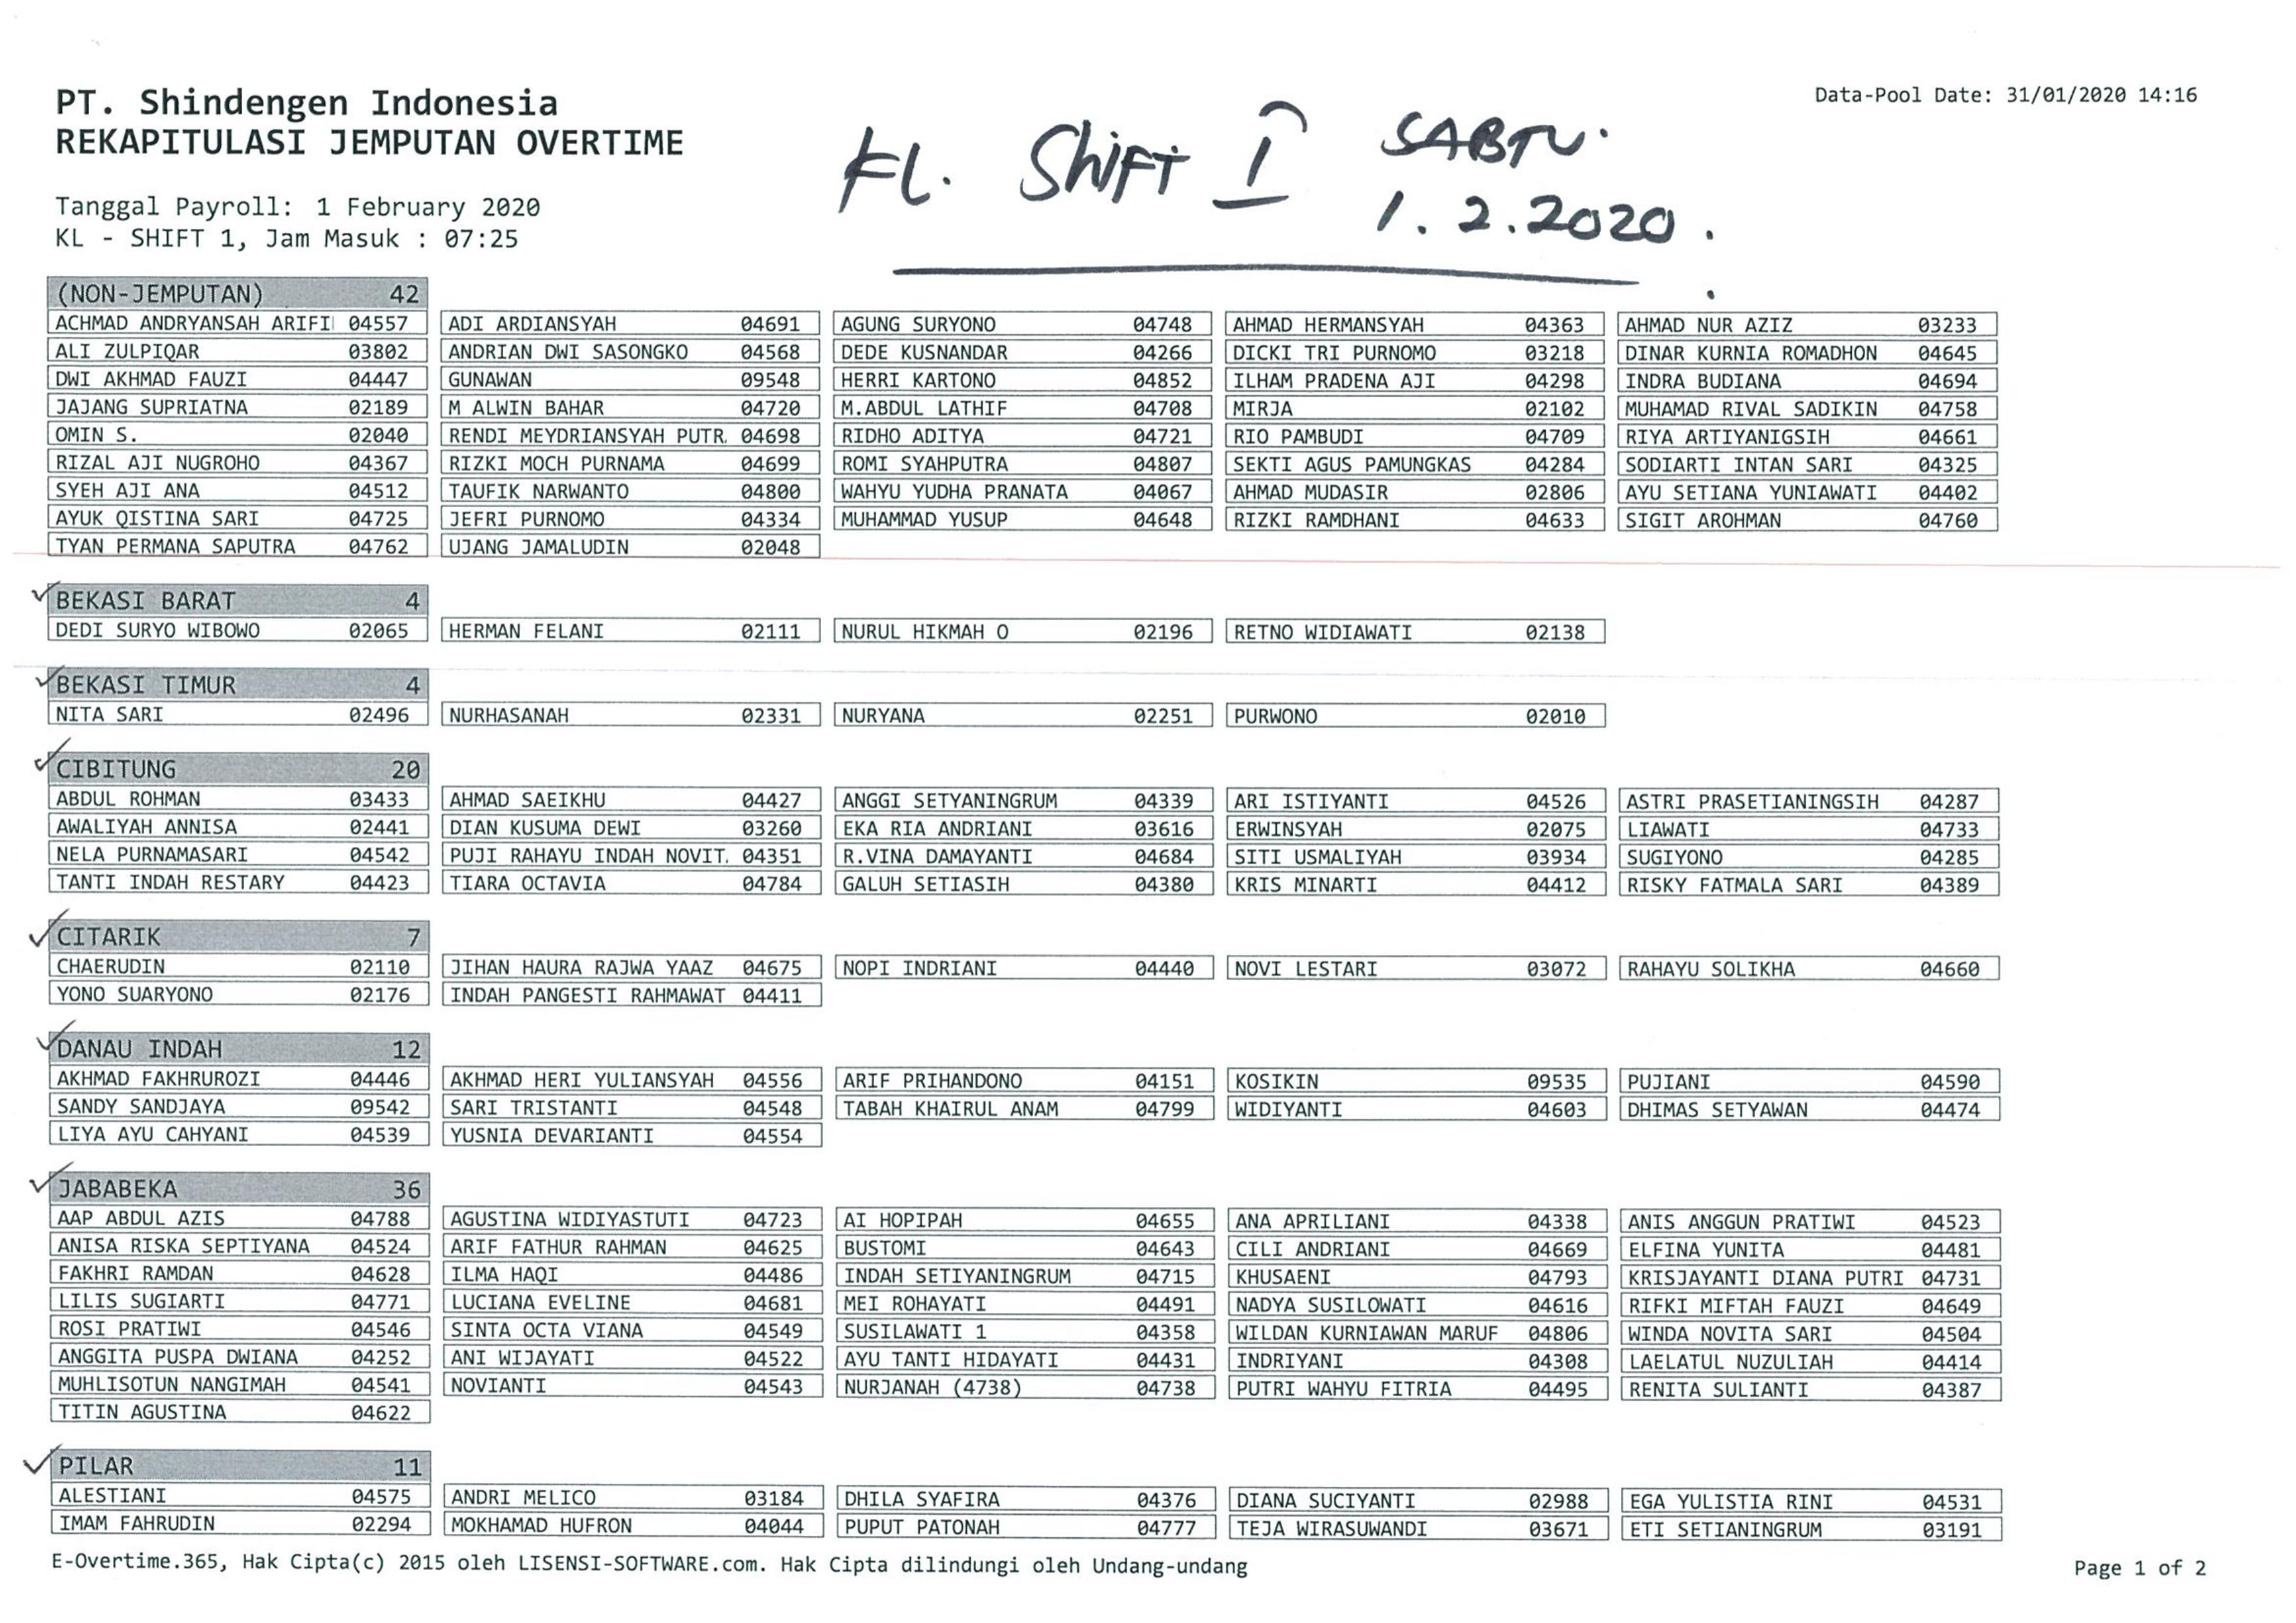 PT. Shindengen Indonesia
REKAPITULASI JEMPUTAN OVERTIME
Data-Pool Date: 31/01/2020 14:16
KL. SHIFT I SABTU.
1.2.2020.
Tanggal Payroll: 1 February 2020
KL - SHIFT 1, Jam Masuk : 07:25
(NON-JEMPUTAN) 42
ACHMAD ANDRYANSAH ARIFI 04557 ADI ARDIANSYAH 04691 AGUNG SURYONO 04748 AHMAD HERMANSYAH 04363 AHMAD NUR AZIZ 03233
ALI ZULPIQAR 03802 ANDRIAN DWI SASONGKO 04568 DEDE KUSNANDAR 04266 DICKI TRI PURNOMO 03218 DINAR KURNIA ROMADHON 04645
DWI AKHMAD FAUZI 04447 GUNAWAN 09548 HERRI KARTONO 04852 ILHAM PRADENA AJI 04298 INDRA BUDIANA 04694
JAJANG SUPRIATNA 02189 M ALWIN BAHAR 04720 M.ABDUL LATHIF 04708 MIRJA 02102 MUHAMAD RIVAL SADIKIN 04758
OMIN S. 02040 RENDI MEYDRIANSYAH PUTR 04698 RIDHO ADITYA 04721 RIO PAMBUDI 04709 RIYA ARTIYANIGSIH 04661
RIZAL AJI NUGROHO 04367 RIZKI MOCH PURNAMA 04699 ROMI SYAHPUTRA 04807 SEKTI AGUS PAMUNGKAS 04284 SODIARTI INTAN SARI 04325
SYEH AJI ANA 04512 TAUFIK NARWANTO 04800 WAHYU YUDHA PRANATA 04067 AHMAD MUDASIR 02806 AYU SETIANA YUNIAWATI 04402
AYUK QISTINA SARI 04725 JEFRI PURNOMO 04334 MUHAMMAD YUSUP 04648 RIZKI RAMDHANI 04633 SIGIT AROHMAN 04760
TYAN PERMANA SAPUTRA 04762 UJANG JAMALUDIN 02048
BEKASI BARAT 4
DEDI SURYO WIBOWO 02065 HERMAN FELANI 02111 NURUL HIKMAH O 02196 RETNO WIDIAWATI 02138
BEKASI TIMUR 4
NITA SARI 02496 NURHASANAH 02331 NURYANA 02251 PURWONO 02010
CIBITUNG 20
ABDUL ROHMAN 03433 AHMAD SAEIKHU 04427 ANGGI SETYANINGRUM 04339 ARI ISTIYANTI 04526 ASTRI PRASETIANINGSIH 04287
AWALIYAH ANNISA 02441 DIAN KUSUMA DEWI 03260 EKA RIA ANDRIANI 03616 ERWINSYAH 02075 LIAWATI 04733
NELA PURNAMASARI 04542 PUJI RAHAYU INDAH NOVIT 04351 R.VINA DAMAYANTI 04684 SITI USMALIYAH 03934 SUGIYONO 04285
TANTI INDAH RESTARY 04423 TIARA OCTAVIA 04784 GALUH SETIASIH 04380 KRIS MINARTI 04412 RISKY FATMALA SARI 04389
CITARIK 7
CHAERUDIN 02110 JIHAN HAURA RAJWA YAAZ 04675 NOPI INDRIANI 04440 NOVI LESTARI 03072 RAHAYU SOLIKHA 04660
YONO SUARYONO 02176 INDAH PANGESTI RAHMAWAT 04411
DANAU INDAH 12
AKHMAD FAKHRUROZI 04446 AKHMAD HERI YULIANSYAH 04556 ARIF PRIHANDONO 04151 KOSIKIN 09535 PUJIANI 04590
SANDY SANDJAYA 09542 SARI TRISTANTI 04548 TABAH KHAIRUL ANAM 04799 WIDIYANTI 04603 DHIMAS SETYAWAN 04474
LIYA AYU CAHYANI 04539 YUSNIA DEVARIANTI 04554
JABABEKA 36
AAP ABDUL AZIS 04788 AGUSTINA WIDIYASTUTI 04723 AI HOPIPAH 04655 ANA APRILIANI 04338 ANIS ANGGUN PRATIWI 04523
ANISA RISKA SEPTIYANA 04524 ARIF FATHUR RAHMAN 04625 BUSTOMI 04643 CILI ANDRIANI 04669 ELFINA YUNITA 04481
FAKHRI RAMDAN 04628 ILMA HAQI 04486 INDAH SETIYANINGRUM 04715 KHUSAENI 04793 KRISJAYANTI DIANA PUTRI 04731
LILIS SUGIARTI 04771 LUCIANA EVELINE 04681 MEI ROHAYATI 04491 NADYA SUSILOWATI 04616 RIFKI MIFTAH FAUZI 04649
ROSI PRATIWI 04546 SINTA OCTA VIANA 04549 SUSILAWATI 1 04358 WILDAN KURNIAWAN MARUF 04806 WINDA NOVITA SARI 04504
ANGGITA PUSPA DWIANA 04252 ANI WIJAYATI 04522 AYU TANTI HIDAYATI 04431 INDRIYANI 04308 LAELATUL NUZULIAH 04414
MUHLISOTUN NANGIMAH 04541 NOVIANTI 04543 NURJANAH (4738) 04738 PUTRI WAHYU FITRIA 04495 RENITA SULIANTI 04387
TITIN AGUSTINA 04622
PILAR 11
ALESTIANI 04575 ANDRI MELICO 03184 DHILA SYAFIRA 04376 DIANA SUCIYANTI 02988 EGA YULISTIA RINI 04531
IMAM FAHRUDIN 02294 MOKHAMAD HUFRON 04044 PUPUT PATONAH 04777 TEJA WIRASUWANDI 03671 ETI SETIANINGRUM 03191
E-Overtime.365, Hak Cipta(c) 2015 oleh LISENSI-SOFTWARE.com. Hak Cipta dilindungi oleh Undang-undang
Page 1 of 2